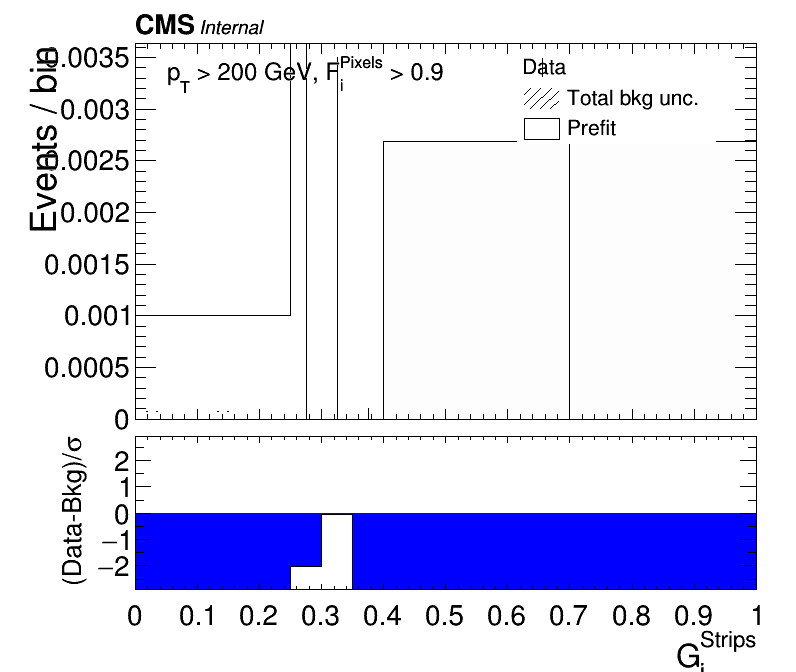 CMS Internal
p_T > 200 GeV, F_i^Pixels > 0.9
Data
Total bkg unc.
Prefit
Events / bin
0.0035
0.003
0.0025
0.002
0.0015
0.001
0.0005
0
(Data-Bkg)/σ
2
1
0
−1
−2
0 0.1 0.2 0.3 0.4 0.5 0.6 0.7 0.8 0.9 1
G_i^Strips